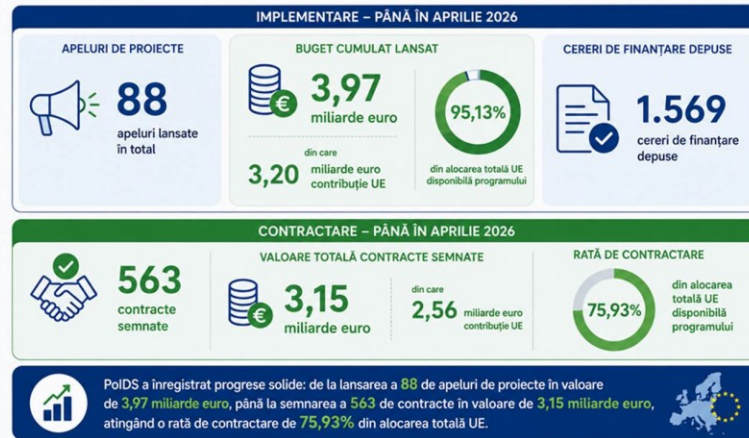 IMPLEMENTARE – PÂNĂ ÎN APRILIE 2026
APELURI DE PROIECTE
88
apeluri lansate
în total
BUGET CUMULAT LANSAT
€
3,97
miliarde euro
din care
3,20 miliarde euro
contribuție UE
95,13%
din alocarea totală UE
disponibilă programului
CERERI DE FINANȚARE DEPUSE
1.569
cereri de finanțare
depuse
CONTRACTARE – PÂNĂ ÎN APRILIE 2026
563
contracte
semnate
VALOARE TOTALĂ CONTRACTE SEMNATE
€
3,15
miliarde euro
din care
2,56 miliarde euro
contribuție UE
RATĂ DE CONTRACTARE
75,93%
din alocarea
totală UE
disponibilă
programului
PoIDS a înregistrat progrese solide: de la lansarea a 88 de apeluri de proiecte în valoare
de 3,97 miliarde euro, până la semnarea a 563 de contracte în valoare de 3,15 miliarde euro,
atingând o rată de contractare de 75,93% din alocarea totală UE.